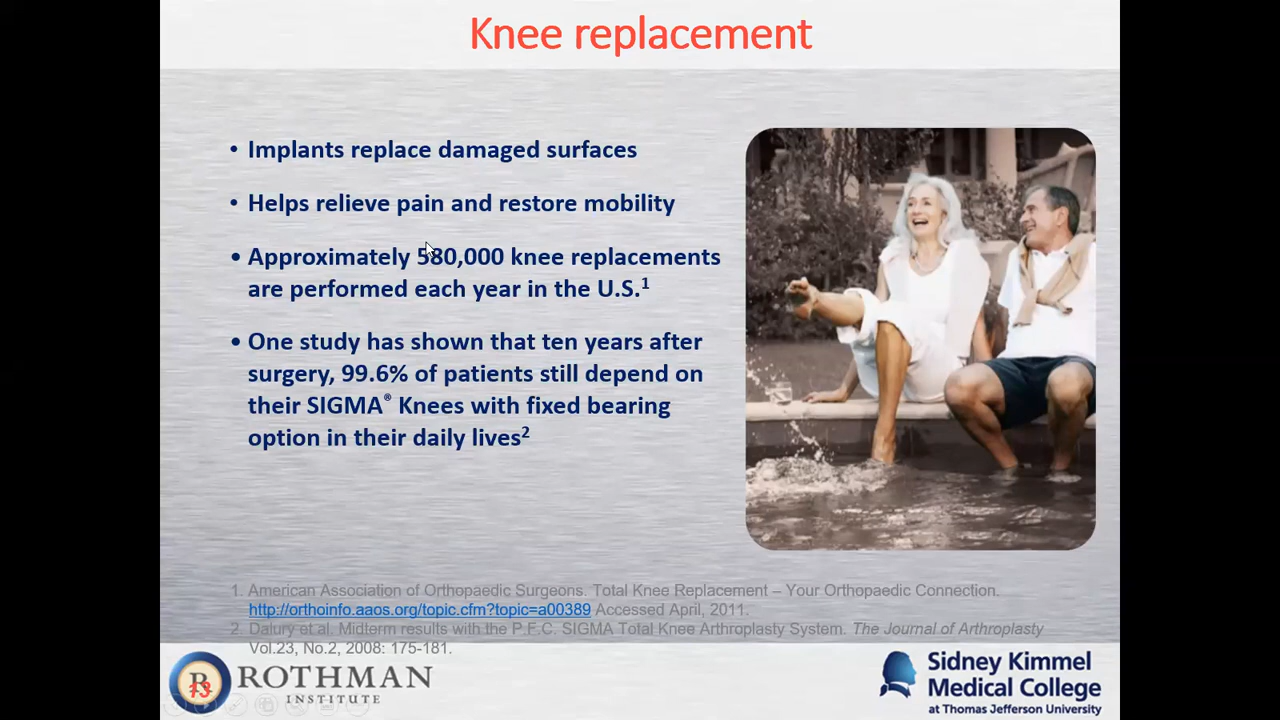 Knee replacement
• Implants replace damaged surfaces
• Helps relieve pain and restore mobility
• Approximately 580,000 knee replacements
are performed each year in the U.S.1
• One study has shown that ten years after
surgery, 99.6% of patients still depend on
their SIGMA® Knees with fixed bearing
option in their daily lives2
1. American Association of Orthopaedic Surgeons. Total Knee Replacement – Your Orthopaedic Connection.
http://orthoinfo.aaos.org/topic.cfm?topic=a00389 Accessed April, 2011.
2. Dalury et al. Midterm results with the P.F.C. SIGMA Total Knee Arthroplasty System. The Journal of Arthroplasty
Vol.23, No.2, 2008: 175-181.
R
13
ROTHMAN
INSTITUTE
Sidney Kimmel
Medical College
at Thomas Jefferson University